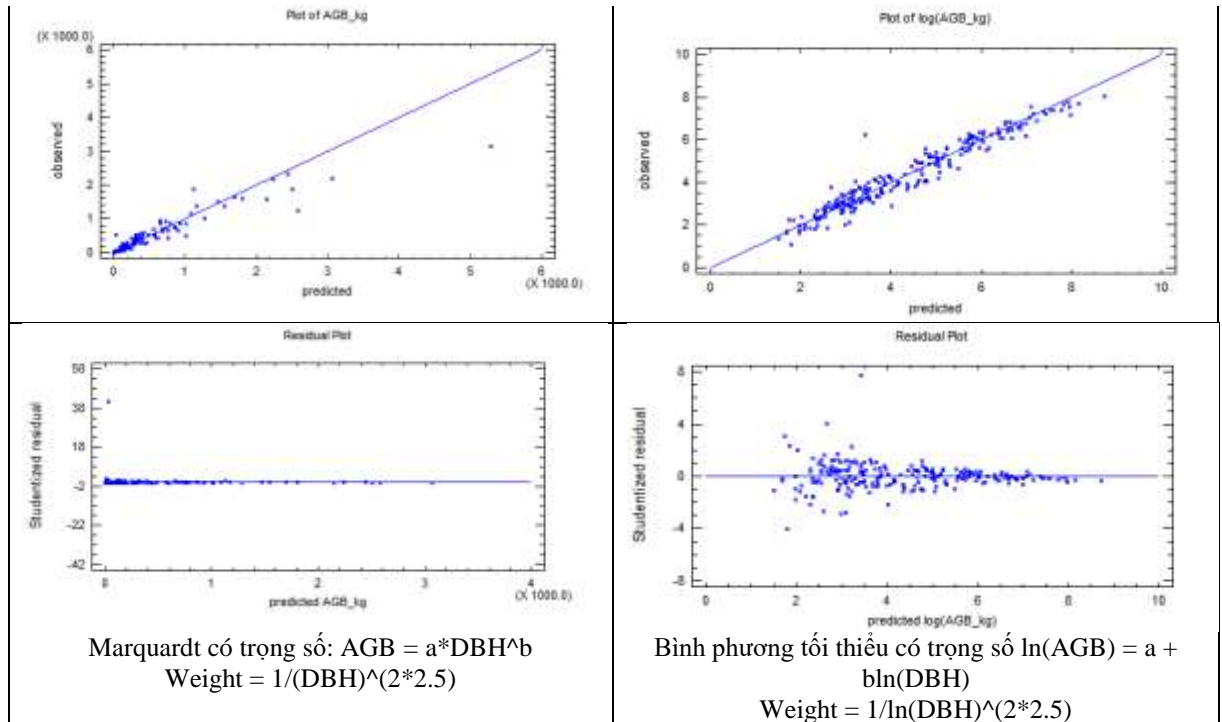 Plot of AGB_kg
(X 1000.0)
6
5
4
3
2
1
0
observed
0 1 2 3 4 5 6
(X 1000.0)
predicted
Plot of log(AGB_kg)
10
8
6
4
2
0
observed
0 2 4 6 8 10
predicted
Residual Plot
58
38
18
-2
-22
-42
Studentized residual
0 1 2 3 4
(X 1000.0)
predicted AGB_kg
Marquardt có trọng số: AGB = a*DBH^b
Weight = 1/(DBH)^(2*2.5)
Residual Plot
8
4
0
-4
-8
Studentized residual
0 2 4 6 8 10
predicted log(AGB_kg)
Bình phương tối thiểu có trọng số ln(AGB) = a +
bln(DBH)
Weight = 1/ln(DBH)^(2*2.5)